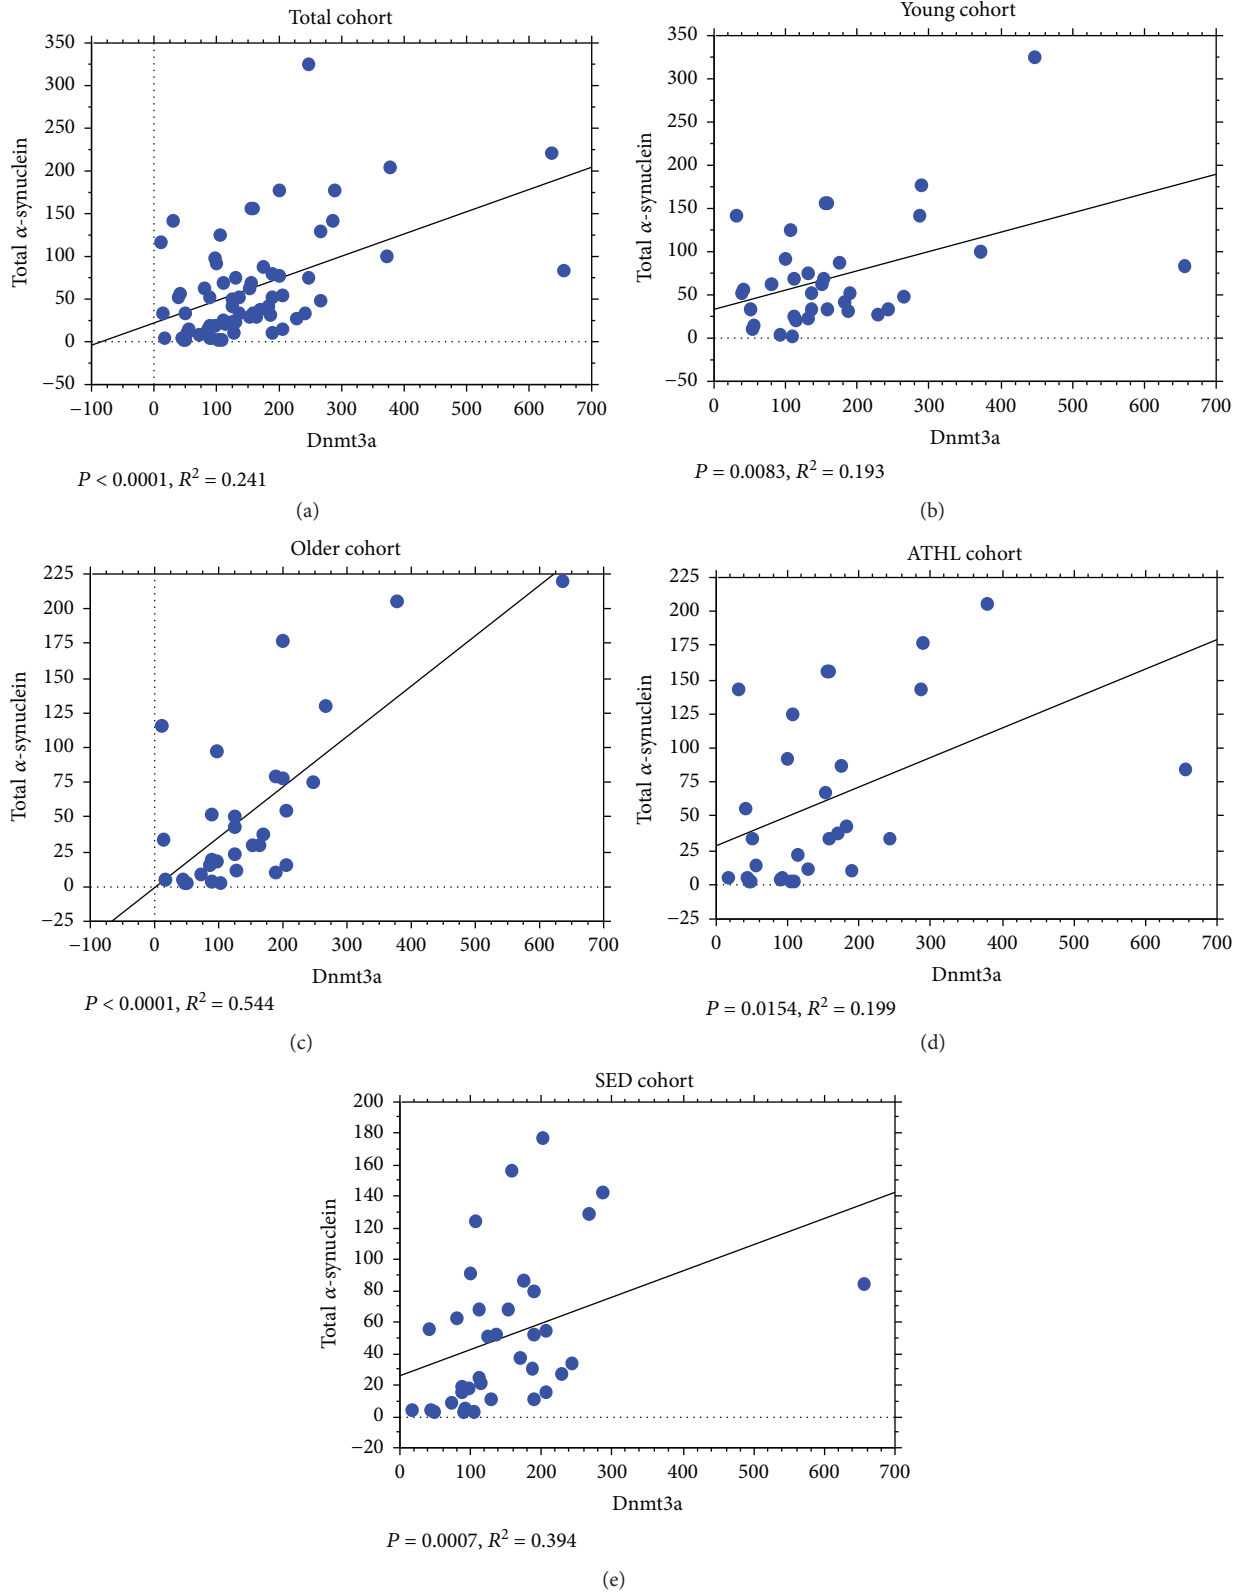 Total cohort
350
300
250
200
150
100
50
0
−50
Total α-synuclein
−100 0 100 200 300 400 500 600 700
Dnmt3a
P < 0.0001, R² = 0.241
(a)
Young cohort
350
300
250
200
150
100
50
0
−50
Total α-synuclein
0 100 200 300 400 500 600 700
Dnmt3a
P = 0.0083, R² = 0.193
(b)
Older cohort
225
200
175
150
125
100
75
50
25
0
−25
Total α-synuclein
−100 0 100 200 300 400 500 600 700
Dnmt3a
P < 0.0001, R² = 0.544
(c)
ATHL cohort
225
200
175
150
125
100
75
50
25
0
−25
Total α-synuclein
0 100 200 300 400 500 600 700
Dnmt3a
P = 0.0154, R² = 0.199
(d)
SED cohort
200
180
160
140
120
100
80
60
40
20
0
−20
Total α-synuclein
0 100 200 300 400 500 600 700
Dnmt3a
P = 0.0007, R² = 0.394
(e)